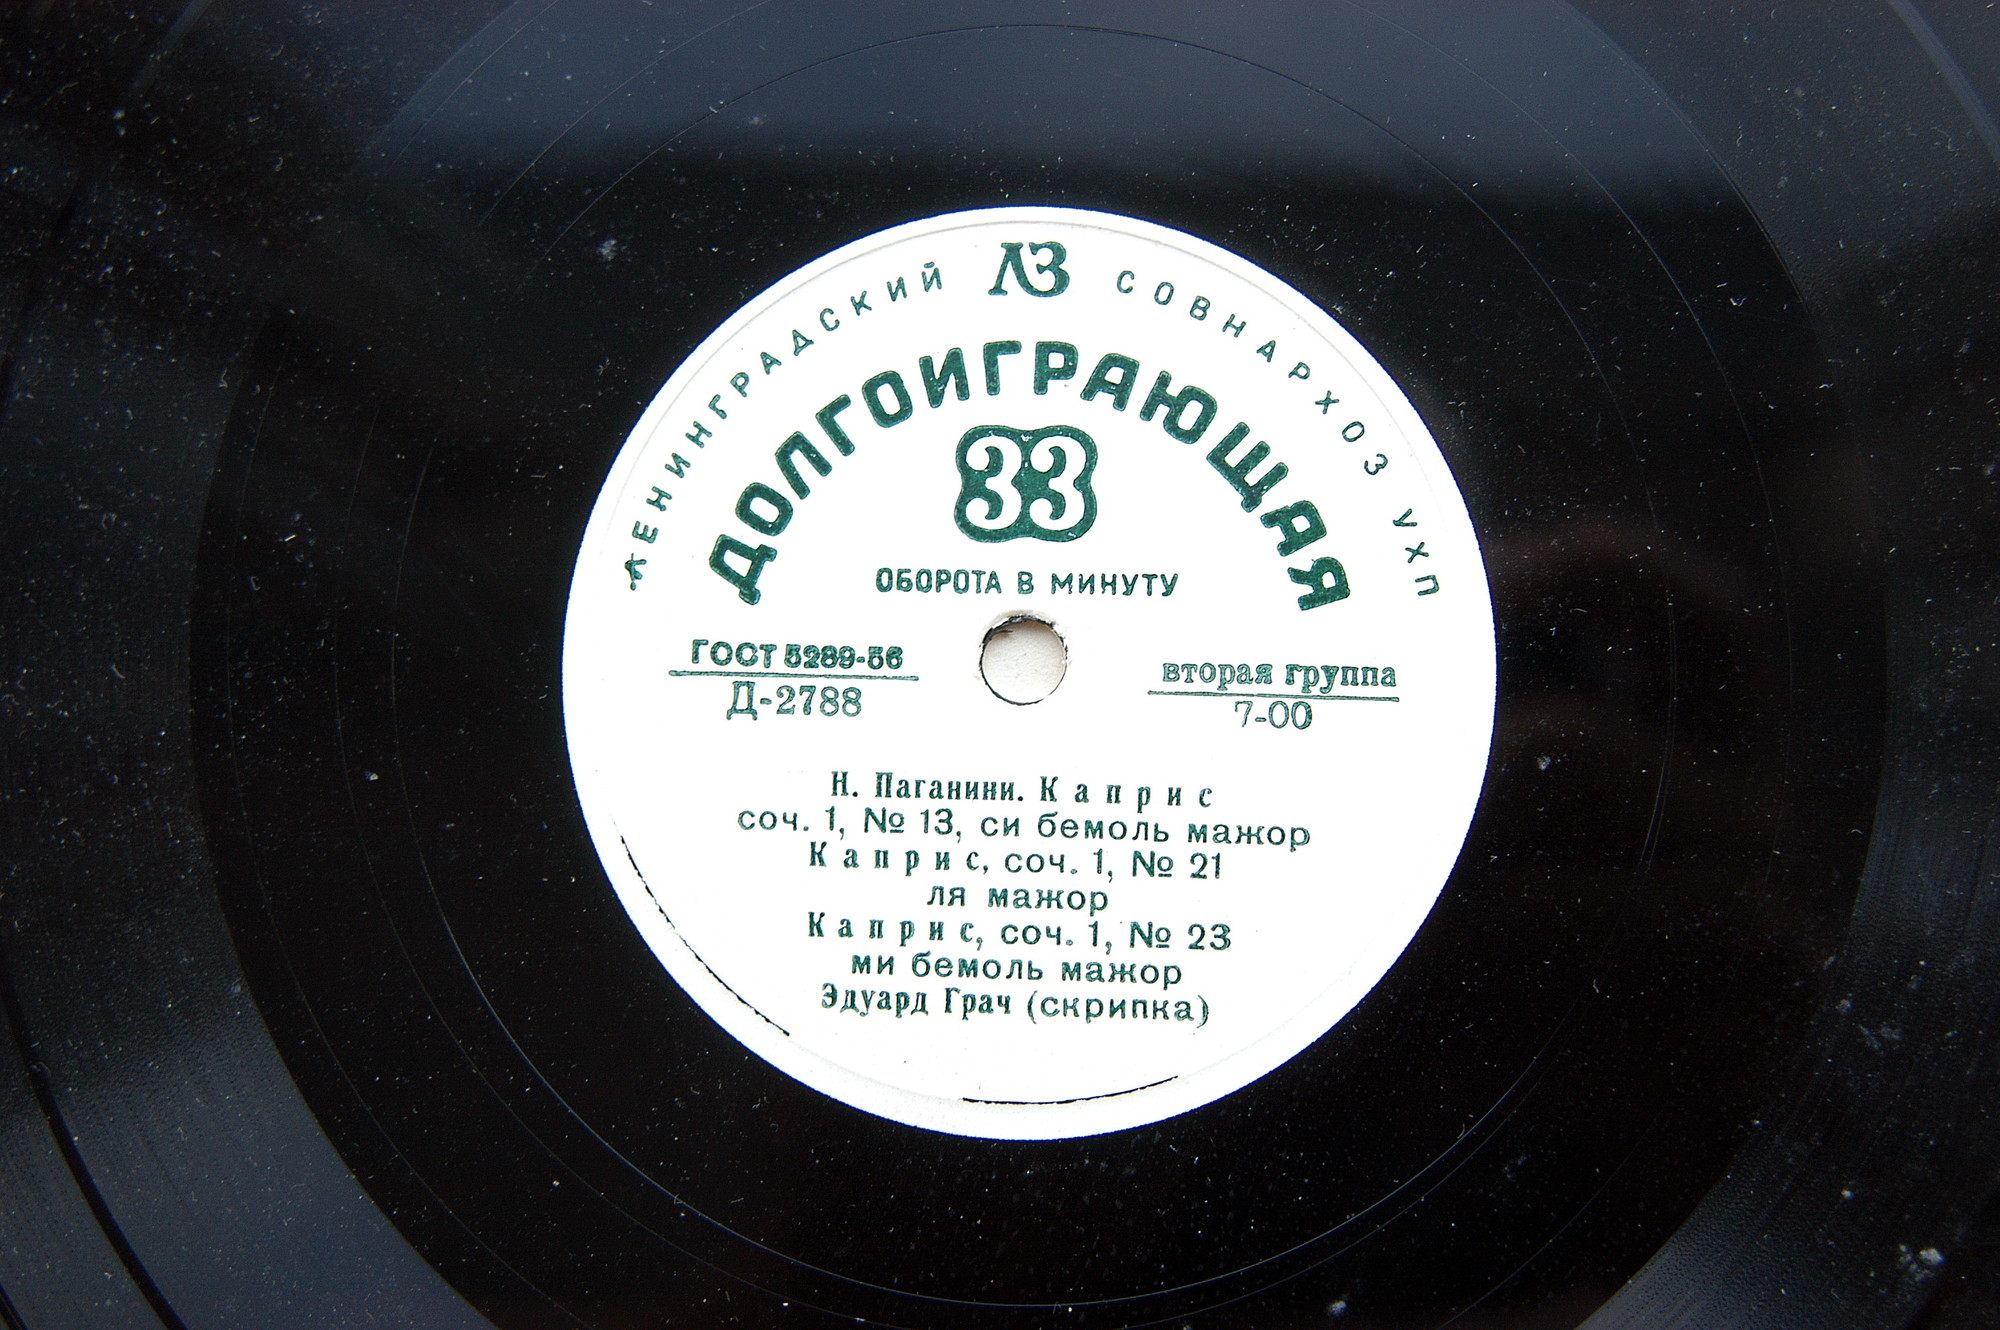 ЛЕНИНГРАДСКИЙ ЛЗ СОВНАРХОЗ УХП
ДОЛГОИГРАЮЩАЯ
33
ОБОРОТА В МИНУТУ
ГОСТ 5289-56
Д-2788
вторая группа
7-00
Н. Паганини. Каприс
соч. 1, № 13, си бемоль мажор
Каприс, соч. 1, № 21
ля мажор
Каприс, соч. 1, № 23
ми бемоль мажор
Эдуард Грач (скрипка)